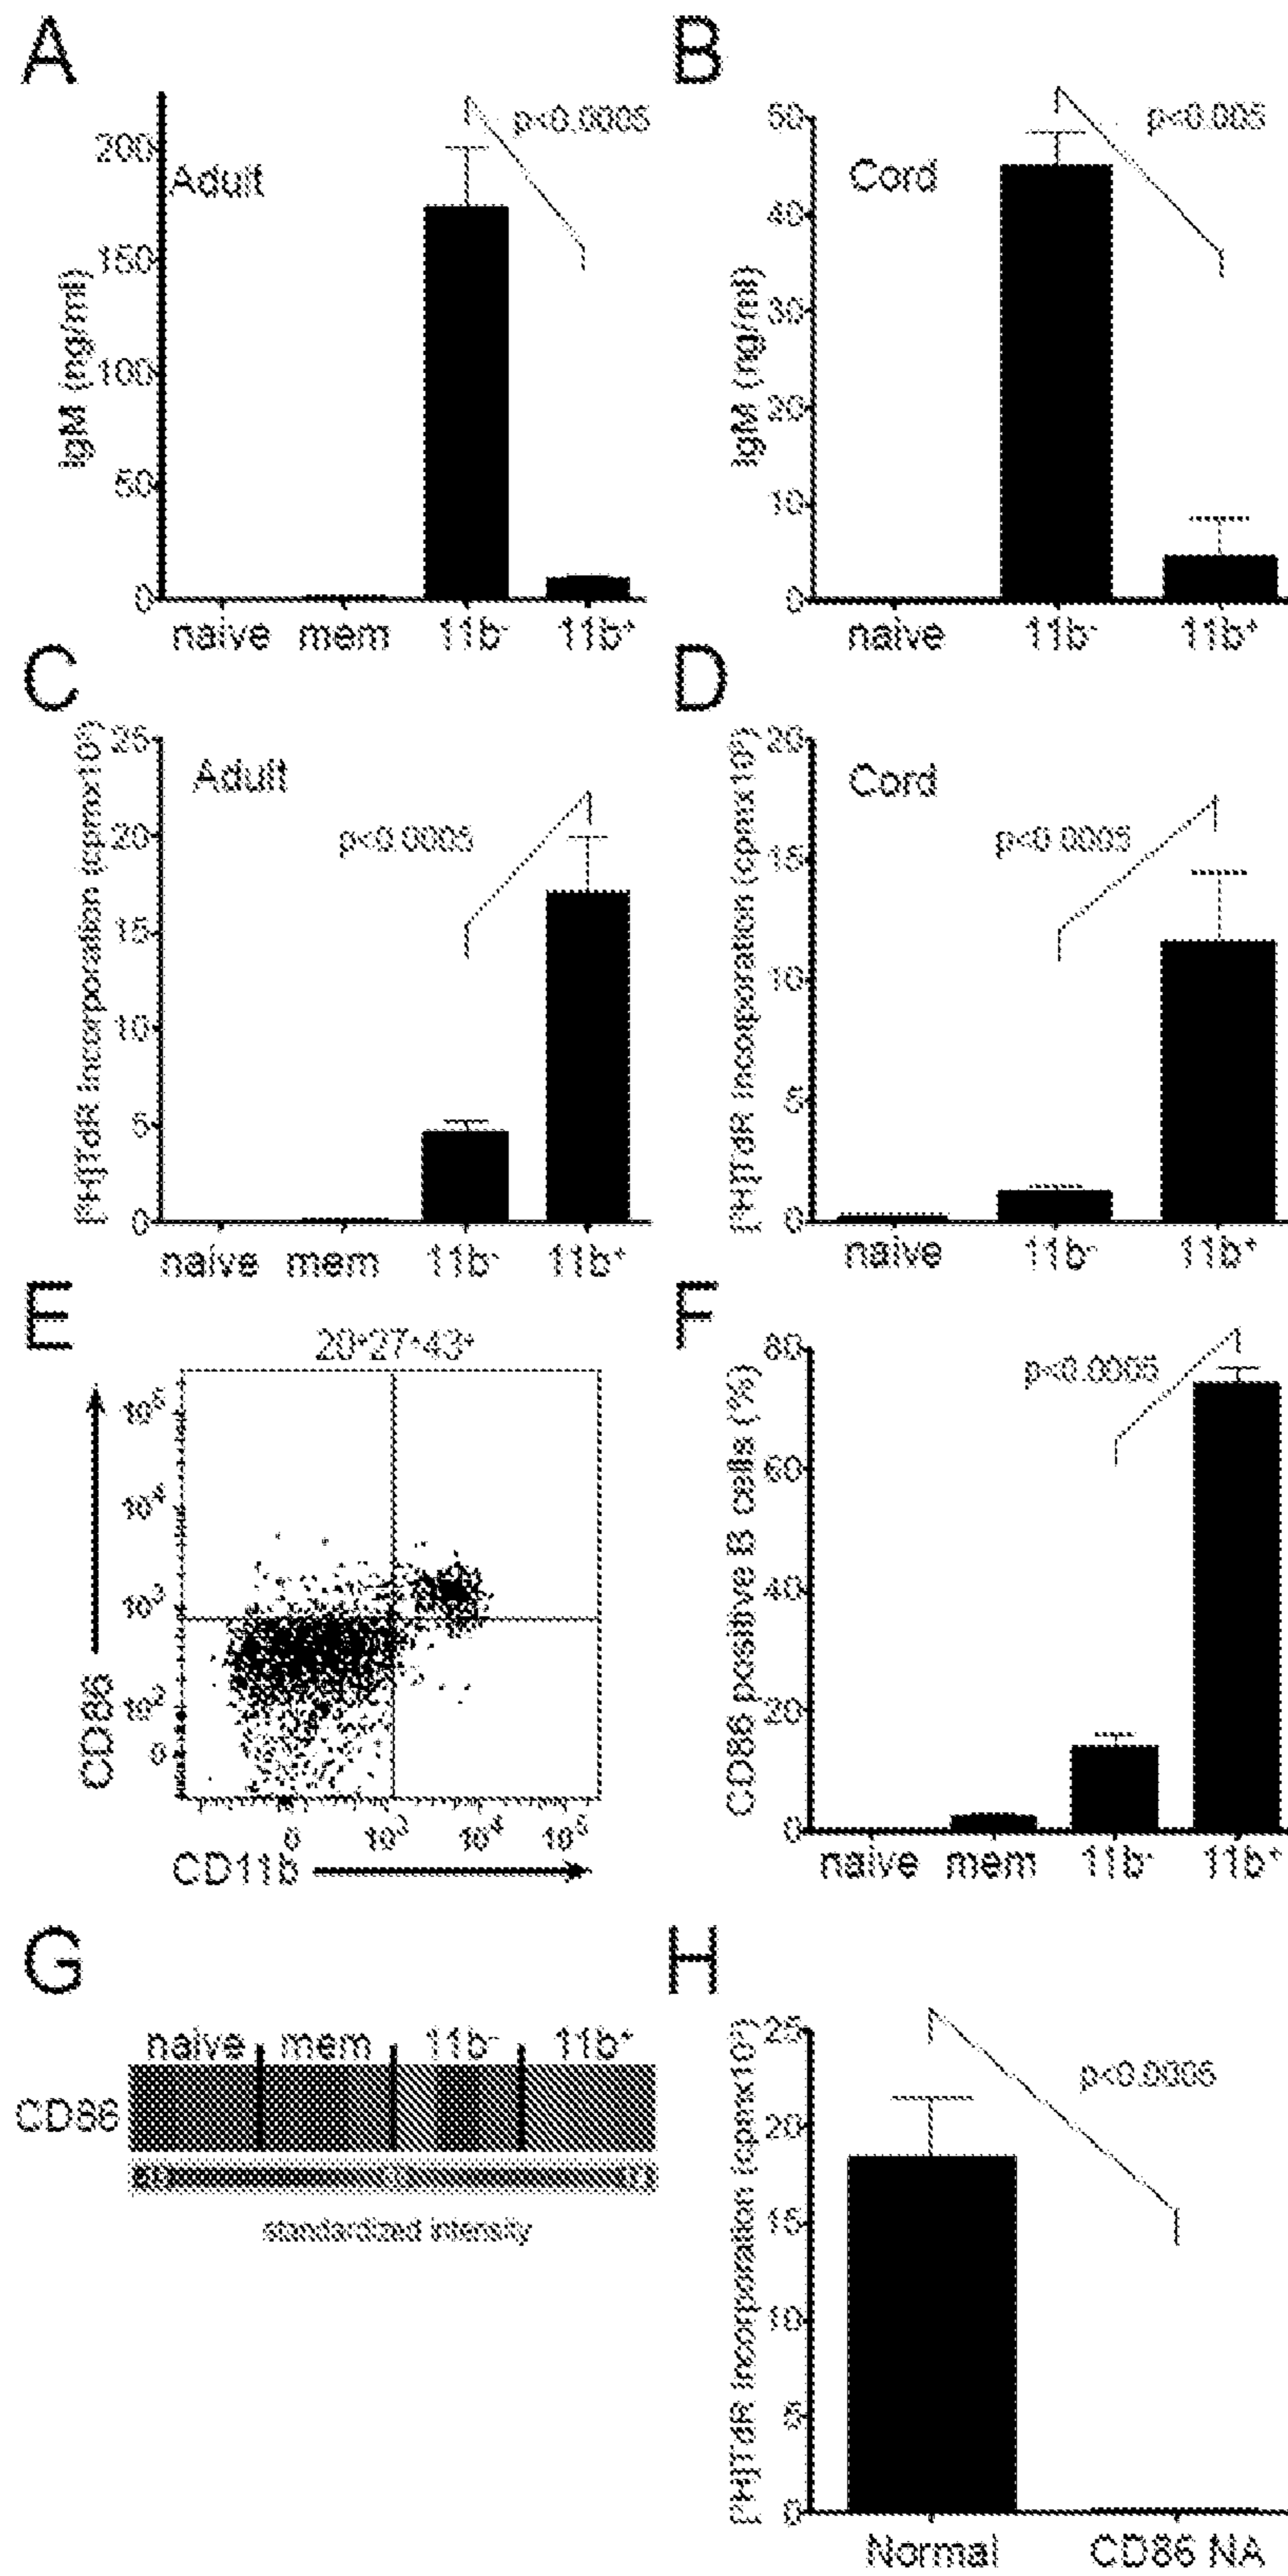 A
IgM (ng/ml)
200
150
100
50
0
Adult
p<0.0005
naive mem 11b⁻ 11b⁺
B
IgM (ng/ml)
50
40
30
20
10
0
Cord
p<0.005
naive 11b⁻ 11b⁺
C
[³H]TdR Incorporation
25
20
15
10
5
0
Adult
p<0.0005
naive mem 11b⁻ 11b⁺
D
[³H]TdR Incorporation
20
15
10
5
0
Cord
p<0.0005
naive 11b⁻ 11b⁺
E
20⁺27⁺43⁺
CD86
10⁵
10⁴
10³
10²
0
0 10³ 10⁴ 10⁵
CD11b
F
CD86 positive B cells (%)
80
60
40
20
0
p<0.0005
naive mem 11b⁻ 11b⁺
G
naive mem 11b⁻ 11b⁺
CD86
standardized intensity
H
[³H]TdR Incorporation
25
20
15
10
5
0
p<0.0005
Normal CD86 NA